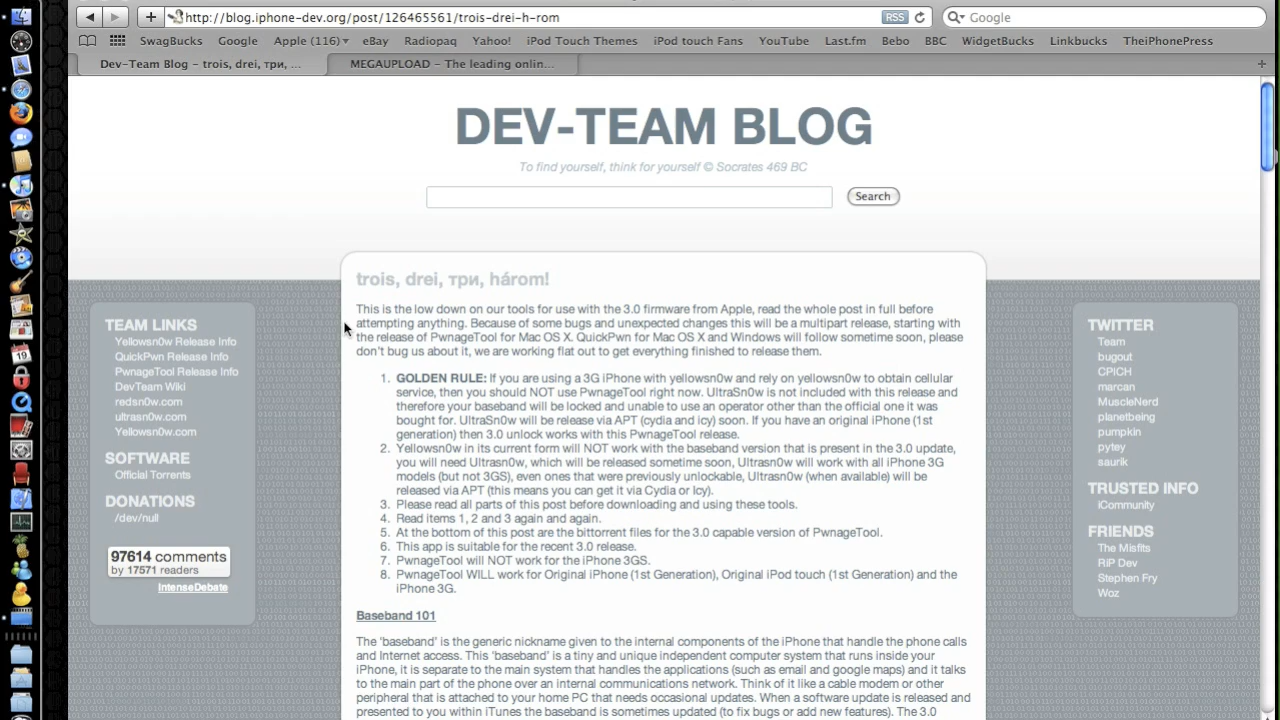 http://blog.iphone-dev.org/post/126465561/trois-drei-h-rom
RSS
Google
SwagBucks Google Apple (116) eBay Radiopaq Yahoo! iPod Touch Themes iPod touch Fans YouTube Last.fm Bebo BBC WidgetBucks Linkbucks TheiPhonePress
Dev-Team Blog – trois, drei, три, ...
MEGAUPLOAD – The leading onlin...
DEV-TEAM BLOG
To find yourself, think for yourself © Socrates 469 BC
Search
trois, drei, три, három!
This is the low down on our tools for use with the 3.0 firmware from Apple, read the whole post in full before
attempting anything. Because of some bugs and unexpected changes this will be a multipart release, starting with
the release of PwnageTool for Mac OS X. QuickPwn for Mac OS X and Windows will follow sometime soon, please
don't bug us about it, we are working flat out to get everything finished to release them.
1. GOLDEN RULE: If you are using a 3G iPhone with yellowsn0w and rely on yellowsn0w to obtain cellular
service, then you should NOT use PwnageTool right now. UltraSn0w is not included with this release and
therefore your baseband will be locked and unable to use an operator other than the official one it was
bought for. UltraSn0w will be release via APT (cydia and icy) soon. If you have an original iPhone (1st
generation) then 3.0 unlock works with this PwnageTool release.
2. Yellowsn0w in its current form will NOT work with the baseband version that is present in the 3.0 update,
you will need Ultrasn0w, which will be released sometime soon, Ultrasn0w will work with all iPhone 3G
models (but not 3GS), even ones that were previously unlockable, Ultrasn0w (when available) will be
released via APT (this means you can get it via Cydia or Icy).
3. Please read all parts of this post before downloading and using these tools.
4. Read items 1, 2 and 3 again and again.
5. At the bottom of this post are the bittorrent files for the 3.0 capable version of PwnageTool.
6. This app is suitable for the recent 3.0 release.
7. PwnageTool will NOT work for the iPhone 3GS.
8. PwnageTool WILL work for Original iPhone (1st Generation), Original iPod touch (1st Generation) and the
iPhone 3G.
Baseband 101
The 'baseband' is the generic nickname given to the internal components of the iPhone that handle the phone calls
and Internet access. This 'baseband' is a tiny and unique independent computer system that runs inside your
iPhone, it is separate to the main system that handles the applications (such as email and google maps) and it talks
to the main part of the phone over an internal communications network. Think of it like a cable modem or other
peripheral that is attached to your home PC that needs occasional updates. When a software update is released and
presented to you within iTunes the baseband is sometimes updated (to fix bugs or add new features). The 3.0
TEAM LINKS
Yellowsn0w Release Info
QuickPwn Release Info
PwnageTool Release Info
DevTeam Wiki
redsn0w.com
ultrasn0w.com
Yellowsn0w.com
SOFTWARE
Official Torrents
DONATIONS
/dev/null
97614 comments
by 17571 readers
IntenseDebate
TWITTER
Team
bugout
CPICH
marcan
MuscleNerd
planetbeing
pumpkin
pytey
saurik
TRUSTED INFO
iCommunity
FRIENDS
The Misfits
RiP Dev
Stephen Fry
Woz
19